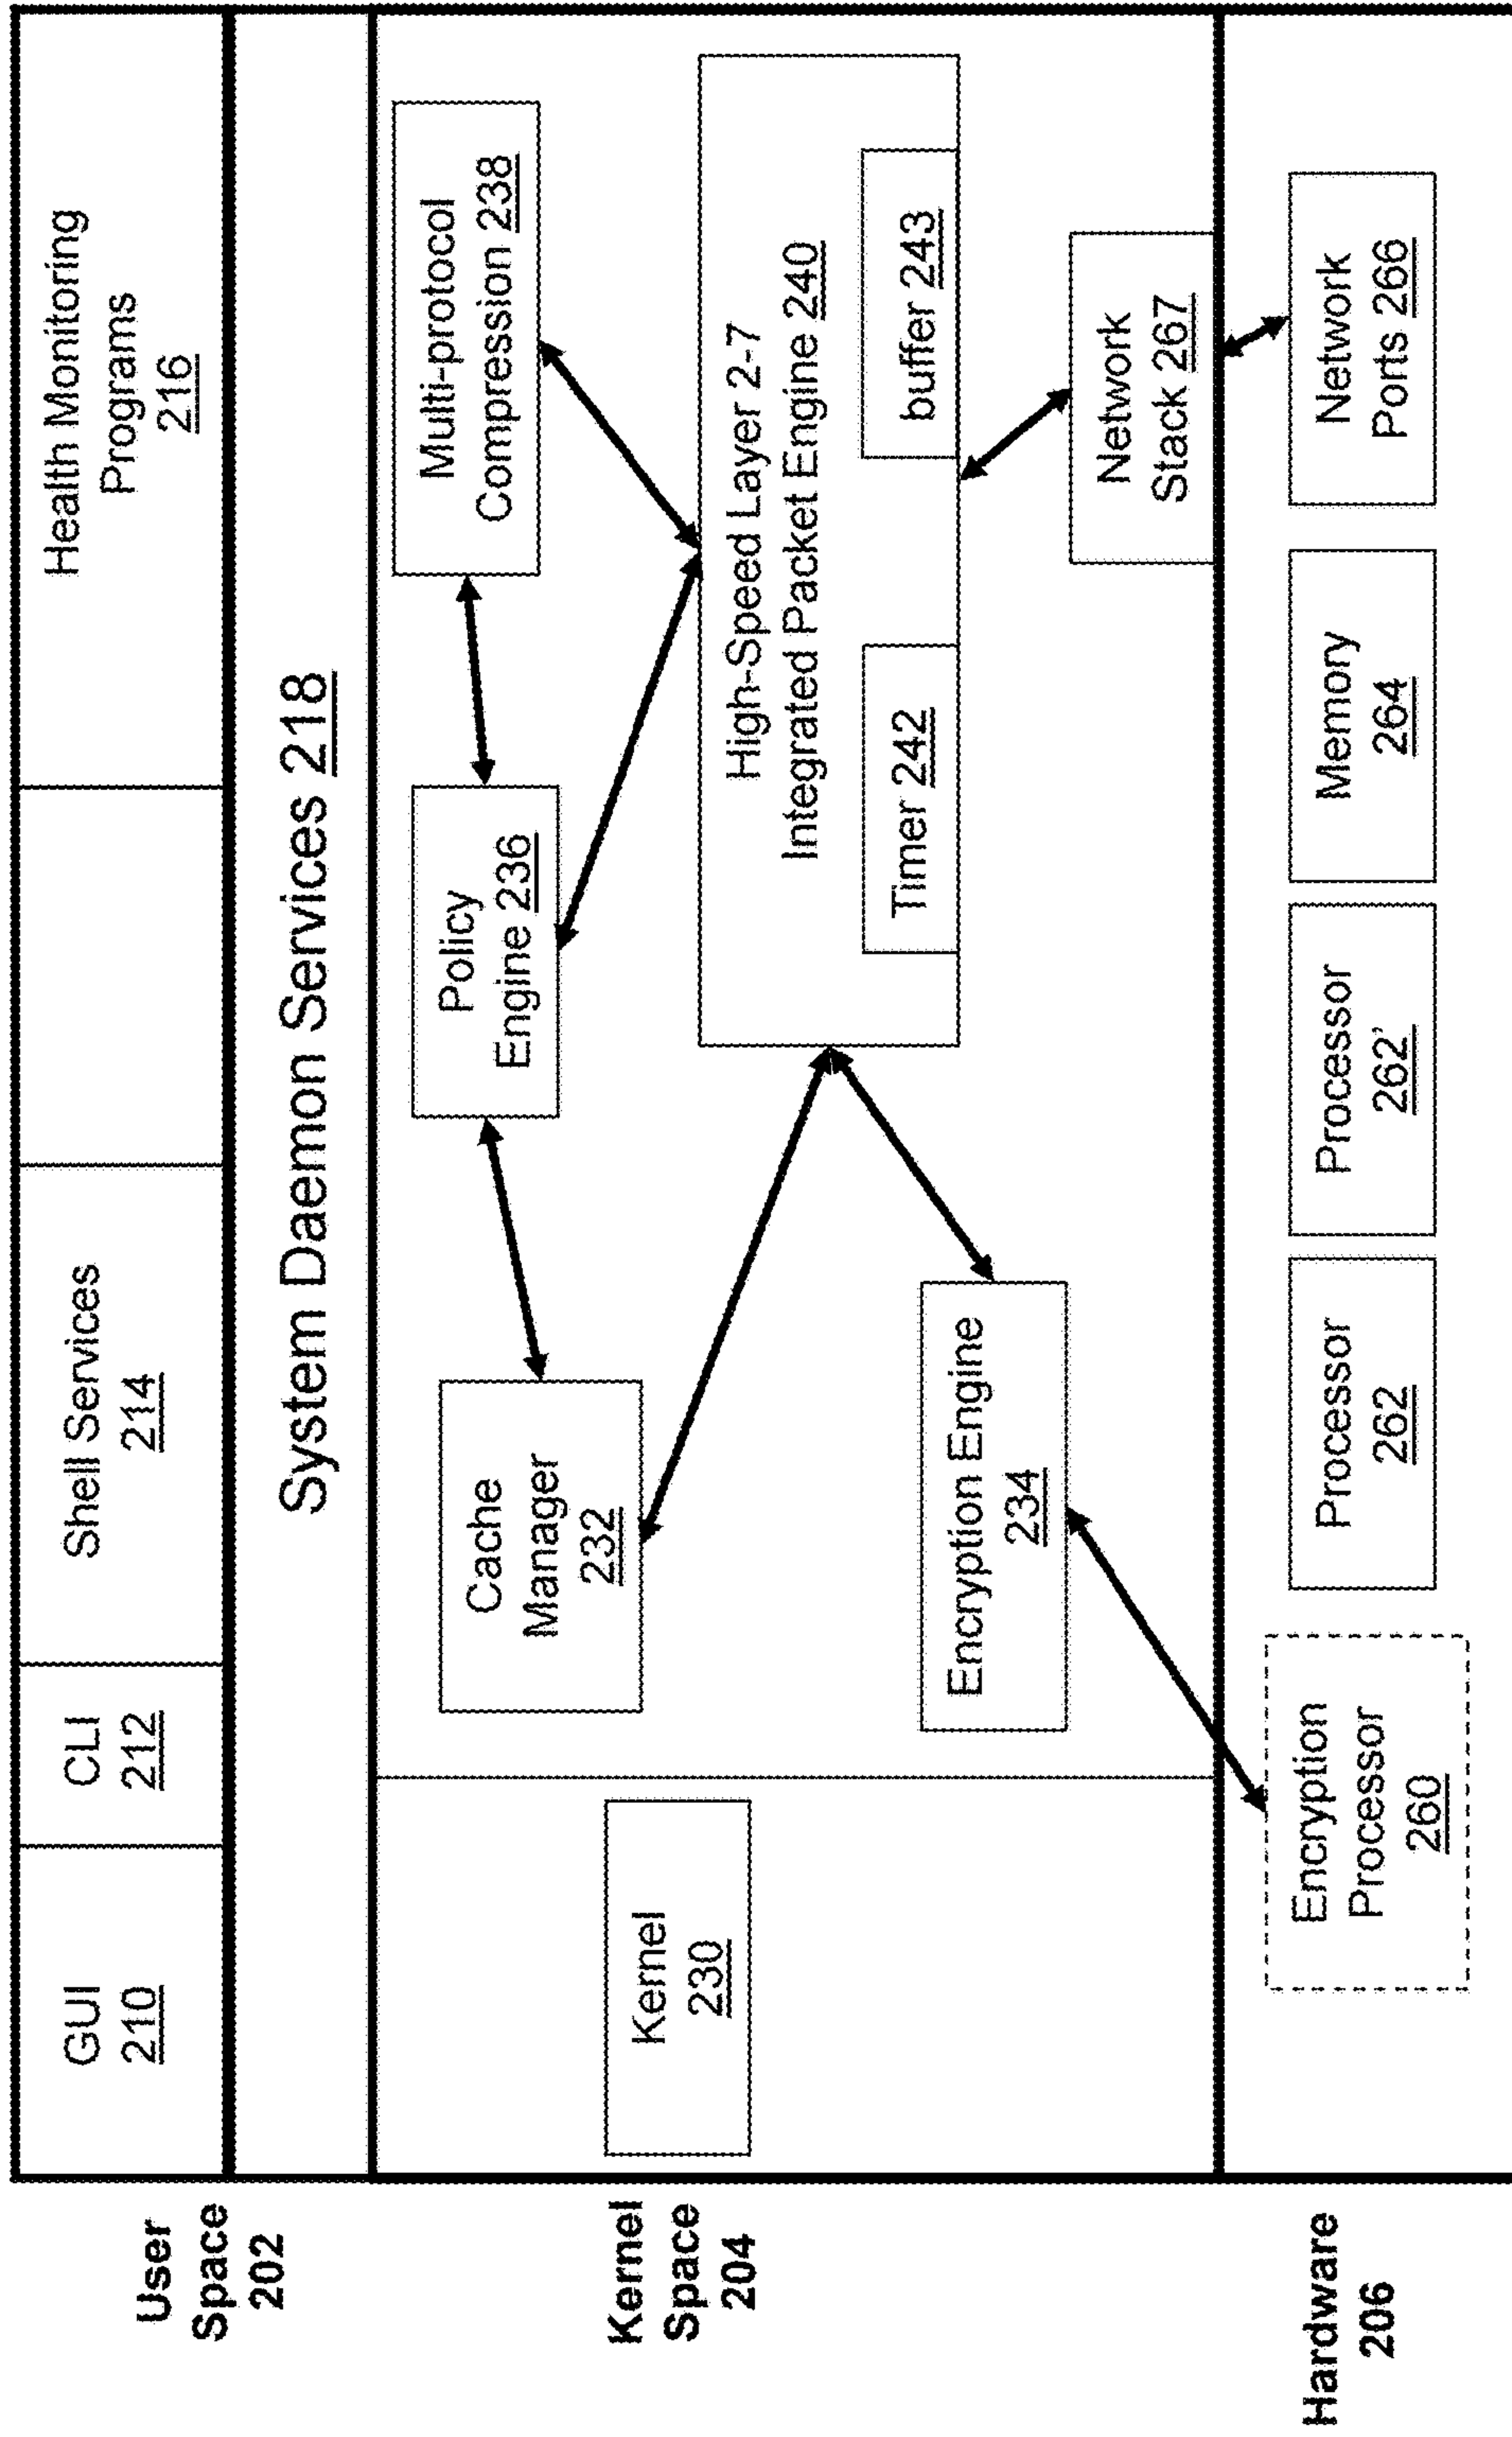 User
Space
202
GUI
210
CLI
212
Shell Services
214
Health Monitoring
Programs
216
System Daemon Services 218
Kernel
Space
204
Kernel
230
Cache
Manager
232
Policy
Engine 236
Multi-protocol
Compression 238
High-Speed Layer 2-7
Integrated Packet Engine 240
Timer 242
buffer 243
Encryption Engine
234
Network
Stack 267
Hardware
206
Encryption
Processor
260
Processor
262
Processor
262'
Memory
264
Network
Ports 266